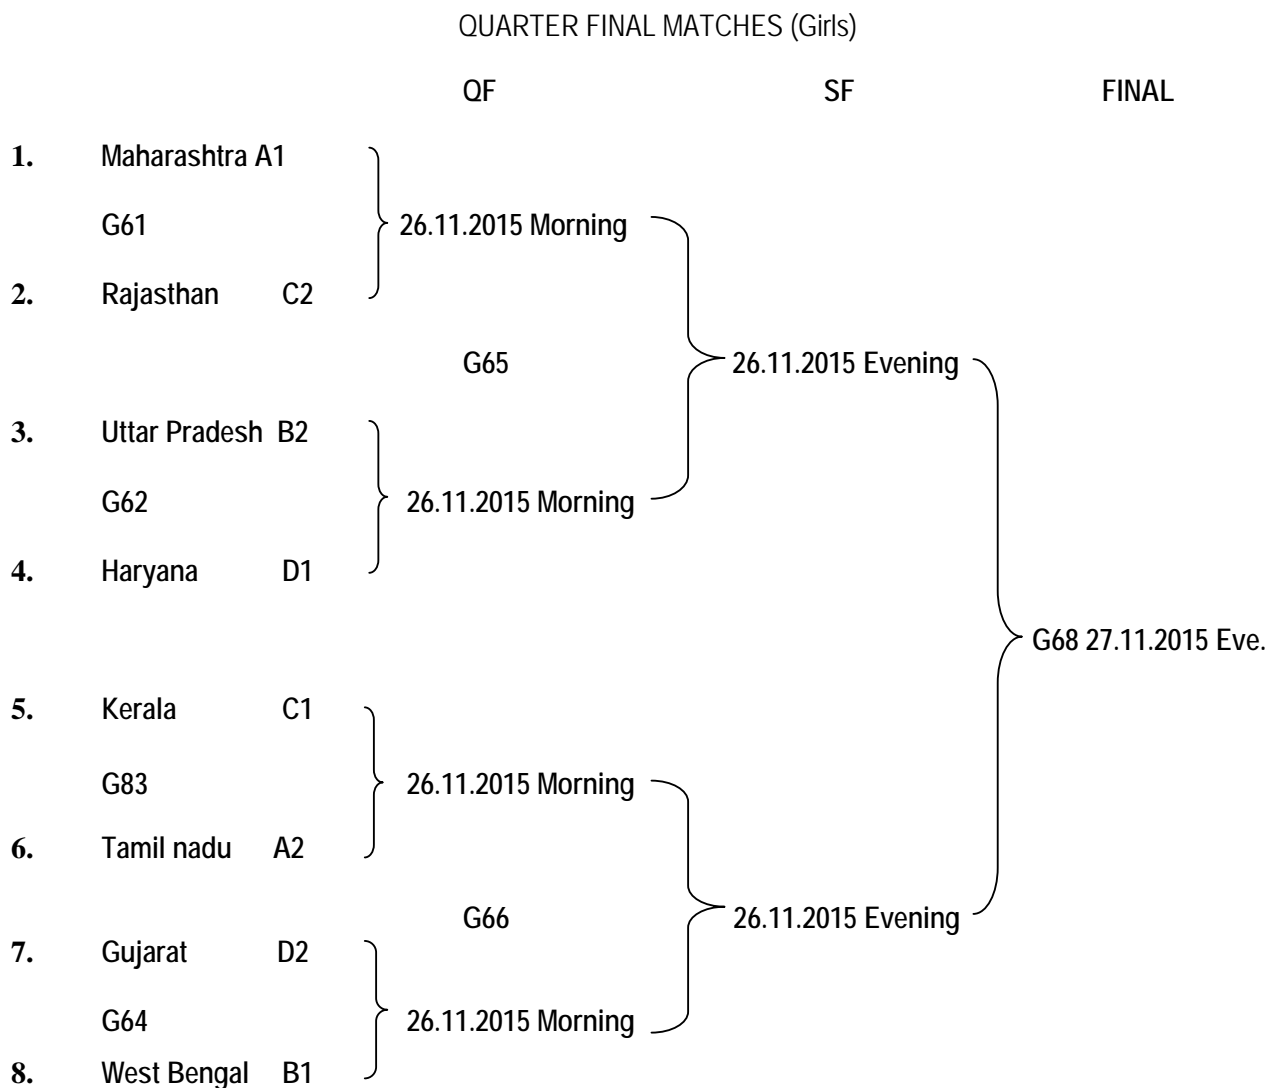 QUARTER FINAL MATCHES (Girls)
QF SF FINAL
1. Maharashtra A1
G61 26.11.2015 Morning
2. Rajasthan C2
G65 26.11.2015 Evening
3. Uttar Pradesh B2
G62 26.11.2015 Morning
4. Haryana D1
G68 27.11.2015 Eve.
5. Kerala C1
G83 26.11.2015 Morning
6. Tamil nadu A2
G66 26.11.2015 Evening
7. Gujarat D2
G64 26.11.2015 Morning
8. West Bengal B1